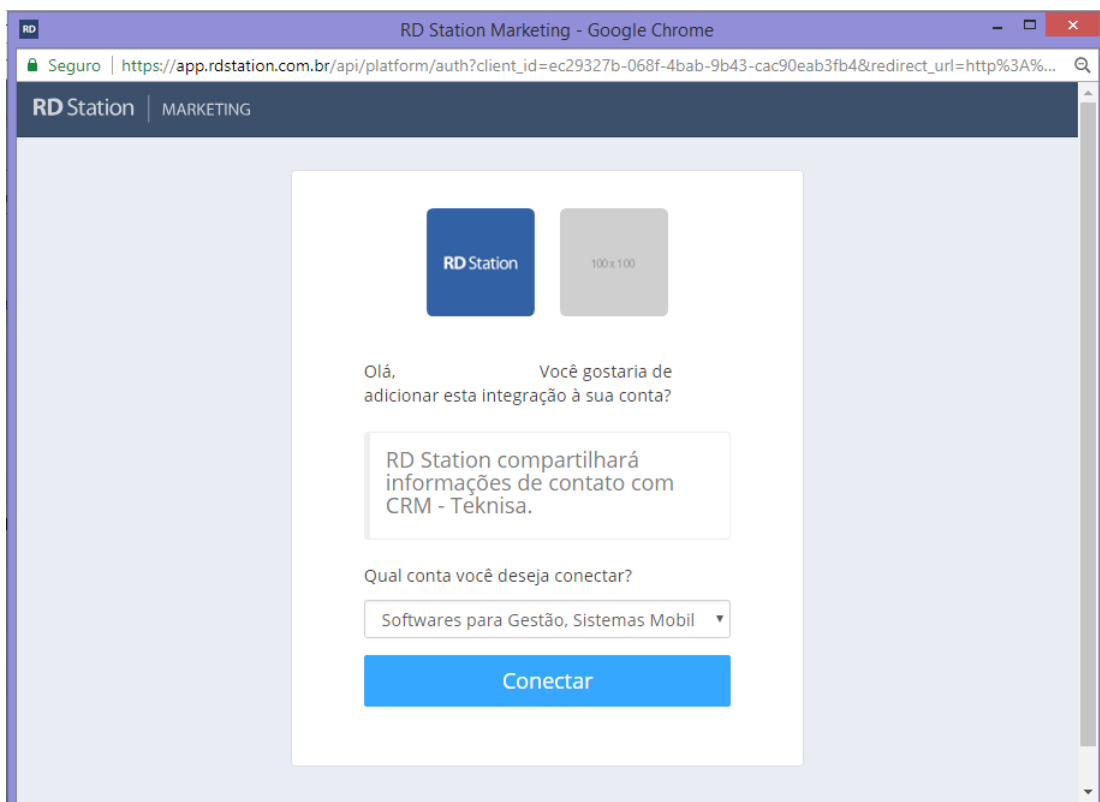 RD
RD Station Marketing - Google Chrome
Seguro | https://app.rdstation.com.br/api/platform/auth?client_id=ec29327b-068f-4bab-9b43-cac90eab3fb4&redirect_url=http%3A%...
RD Station | MARKETING
RD Station
100 x 100
Olá, Você gostaria de
adicionar esta integração à sua conta?
RD Station compartilhará
informações de contato com
CRM - Teknisa.
Qual conta você deseja conectar?
Softwares para Gestão, Sistemas Mobil
Conectar